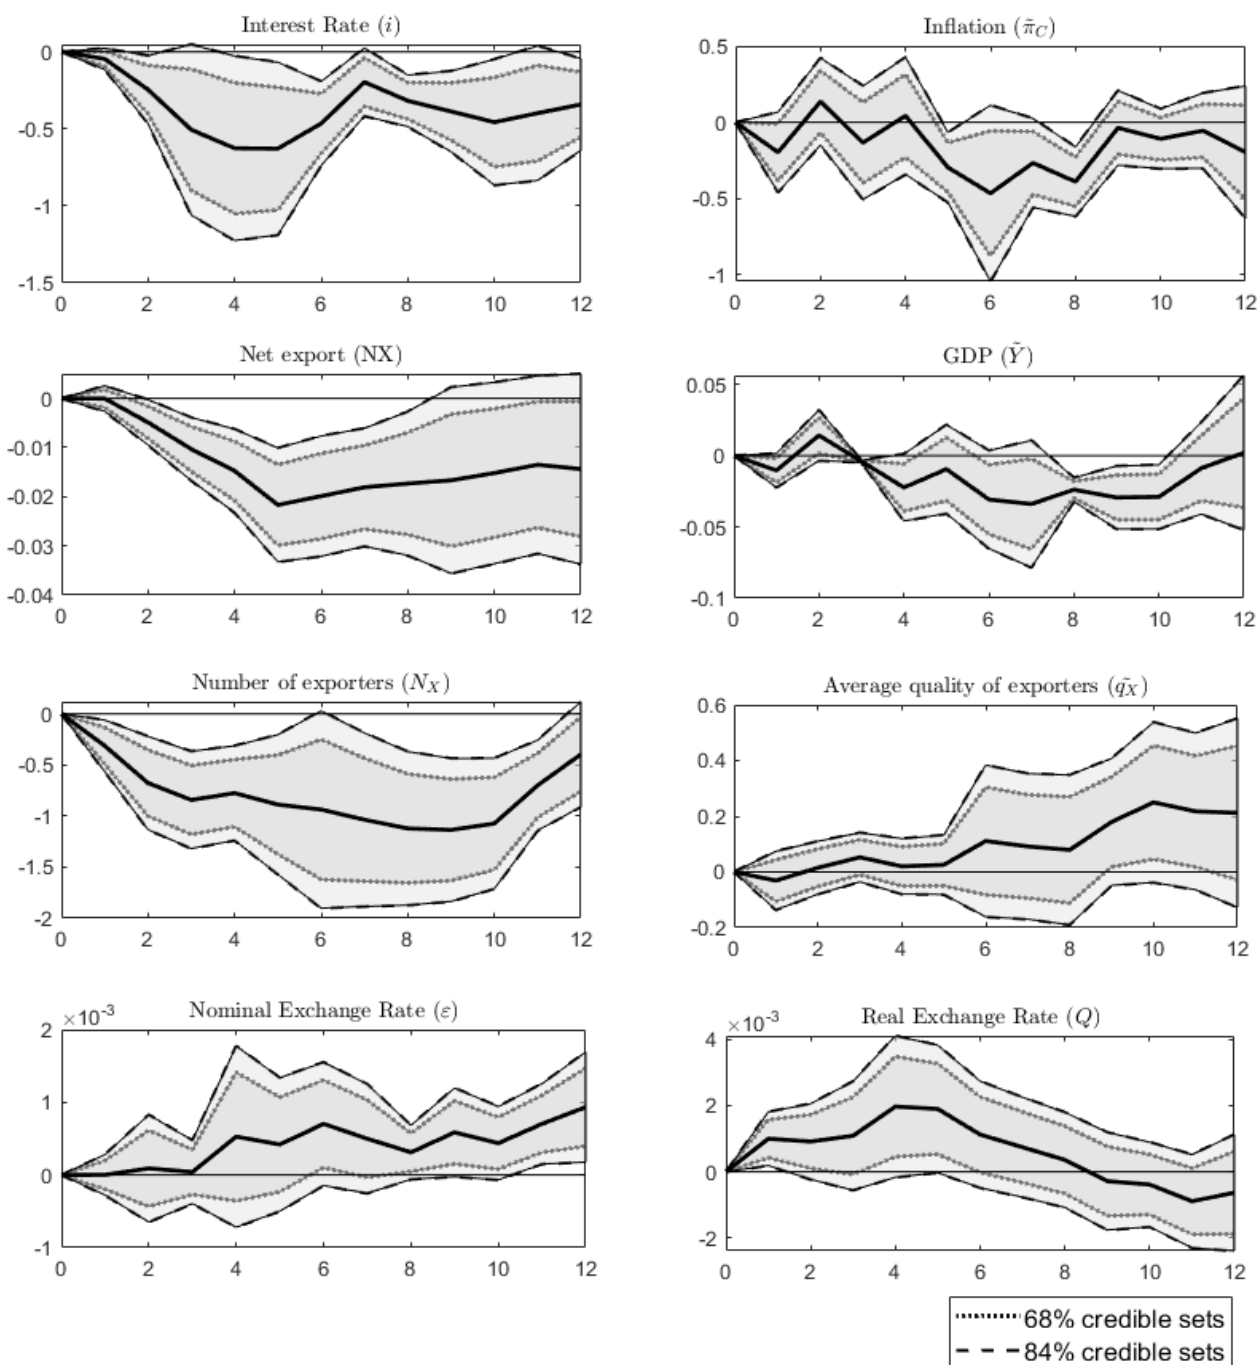 Interest Rate (i)
0
-0.5
-1
-1.5
0 2 4 6 8 10 12
Inflation (π̃_C)
0.5
0
-0.5
-1
0 2 4 6 8 10 12
Net export (NX)
0
-0.01
-0.02
-0.03
-0.04
0 2 4 6 8 10 12
GDP (Ỹ)
0.05
0
-0.05
-0.1
0 2 4 6 8 10 12
Number of exporters (N_X)
0
-0.5
-1
-1.5
-2
0 2 4 6 8 10 12
Average quality of exporters (q̃_X)
0.6
0.4
0.2
0
-0.2
0 2 4 6 8 10 12
Nominal Exchange Rate (ε)
×10⁻³
2
1
0
-1
0 2 4 6 8 10 12
Real Exchange Rate (Q)
×10⁻³
4
2
0
-2
0 2 4 6 8 10 12
68% credible sets
84% credible sets